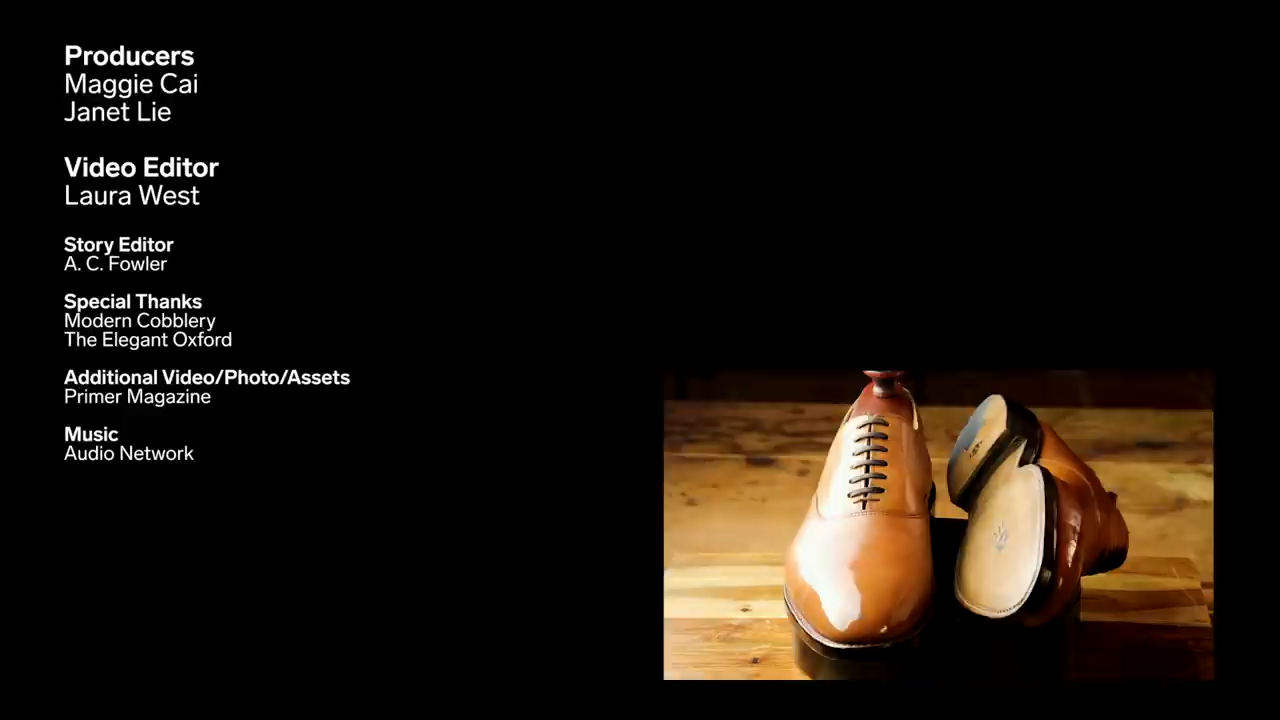 Producers
Maggie Cai
Janet Lie
Video Editor
Laura West
Story Editor
A. C. Fowler
Special Thanks
Modern Cobblery
The Elegant Oxford
Additional Video/Photo/Assets
Primer Magazine
Music
Audio Network